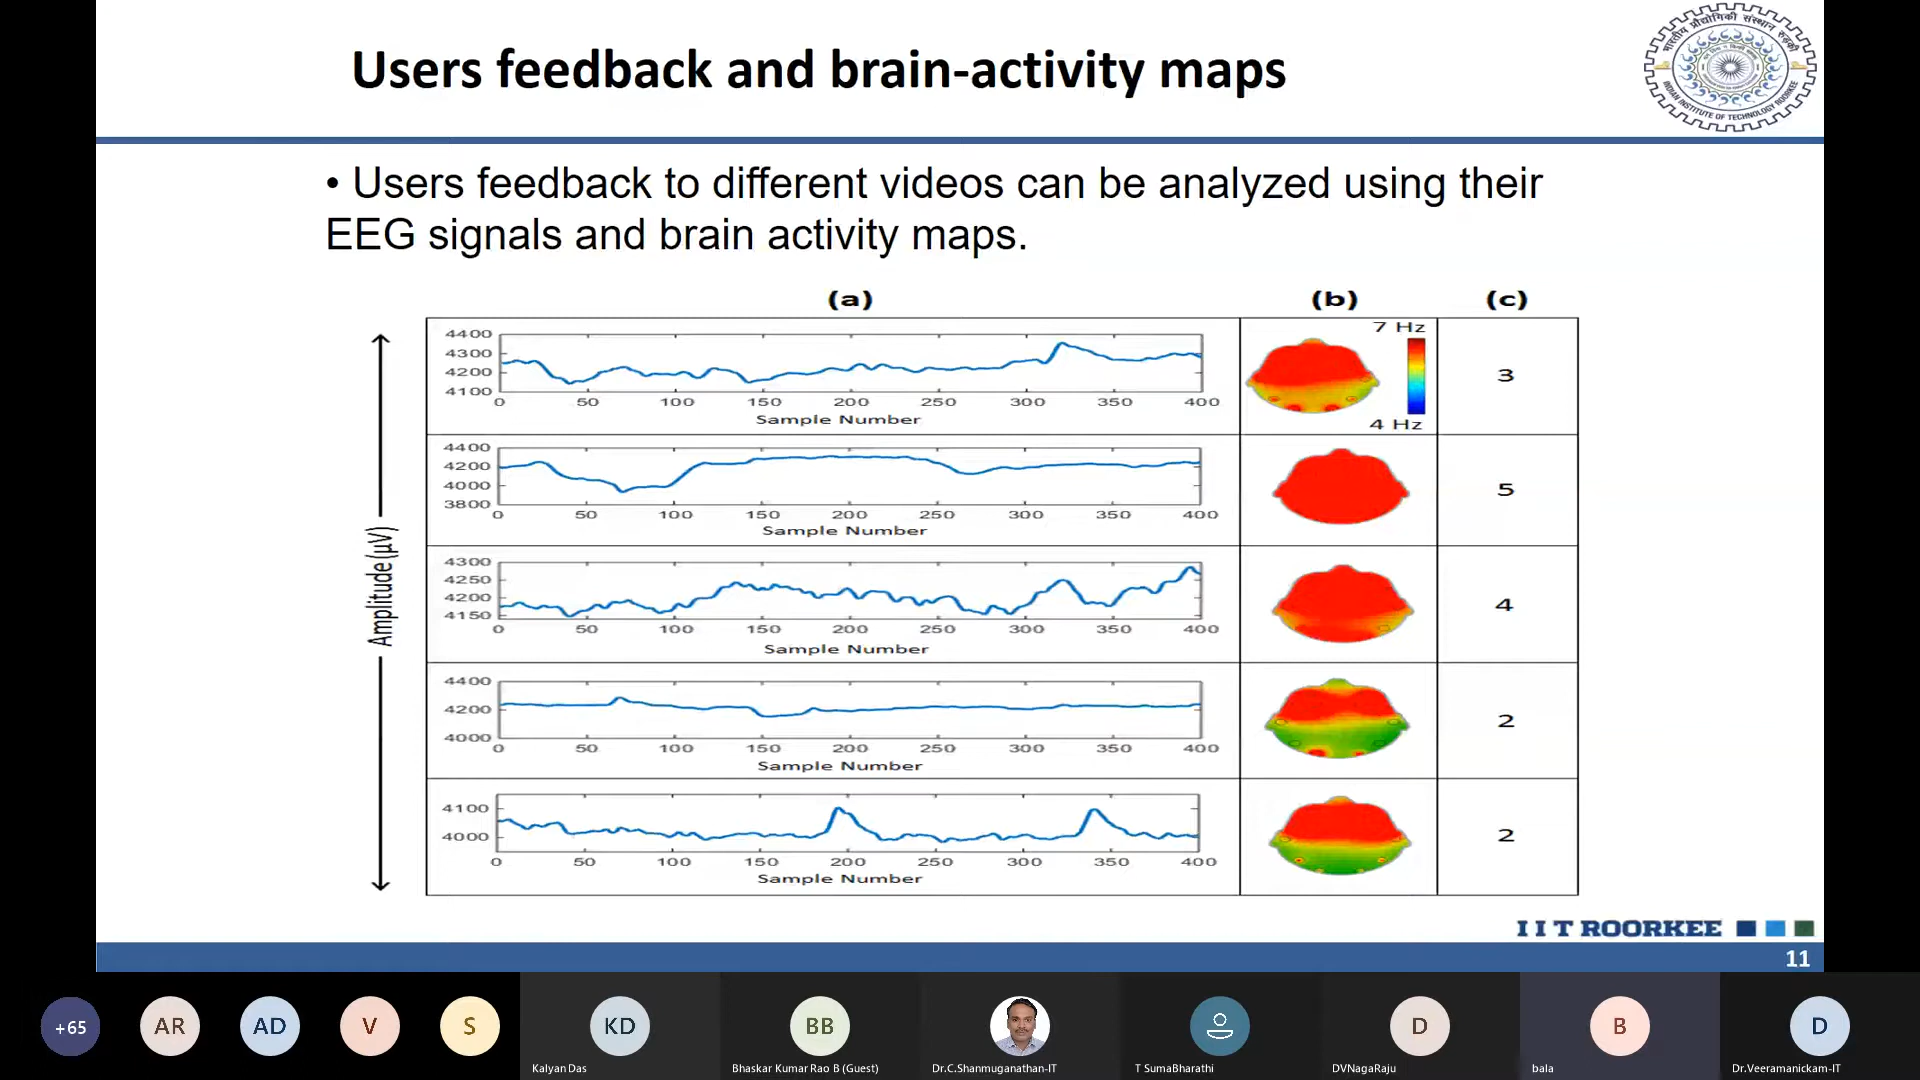 Users feedback and brain-activity maps
भारतीय प्रौद्योगिकी संस्थान रुड़की
INDIAN INSTITUTE OF TECHNOLOGY ROORKEE
• Users feedback to different videos can be analyzed using their
EEG signals and brain activity maps.
(a) (b) (c)
Amplitude(μV)
4400
4300
4200
4100
0 50 100 150 200 250 300 350 400
Sample Number
7 Hz
4 Hz
3
4400
4200
4000
3800
0 50 100 150 200 250 300 350 400
Sample Number
5
4300
4250
4200
4150
0 50 100 150 200 250 300 350 400
Sample Number
4
4400
4200
4000
0 50 100 150 200 250 300 350 400
Sample Number
2
4100
4000
0 50 100 150 200 250 300 350 400
Sample Number
2
I I T ROORKEE
11
+65 AR AD V S KD BB D B D
Kalyan Das Bhaskar Kumar Rao B (Guest) Dr.C.Shanmuganathan-IT T SumaBharathi DVNagaRaju bala Dr.Veeramanickam-IT